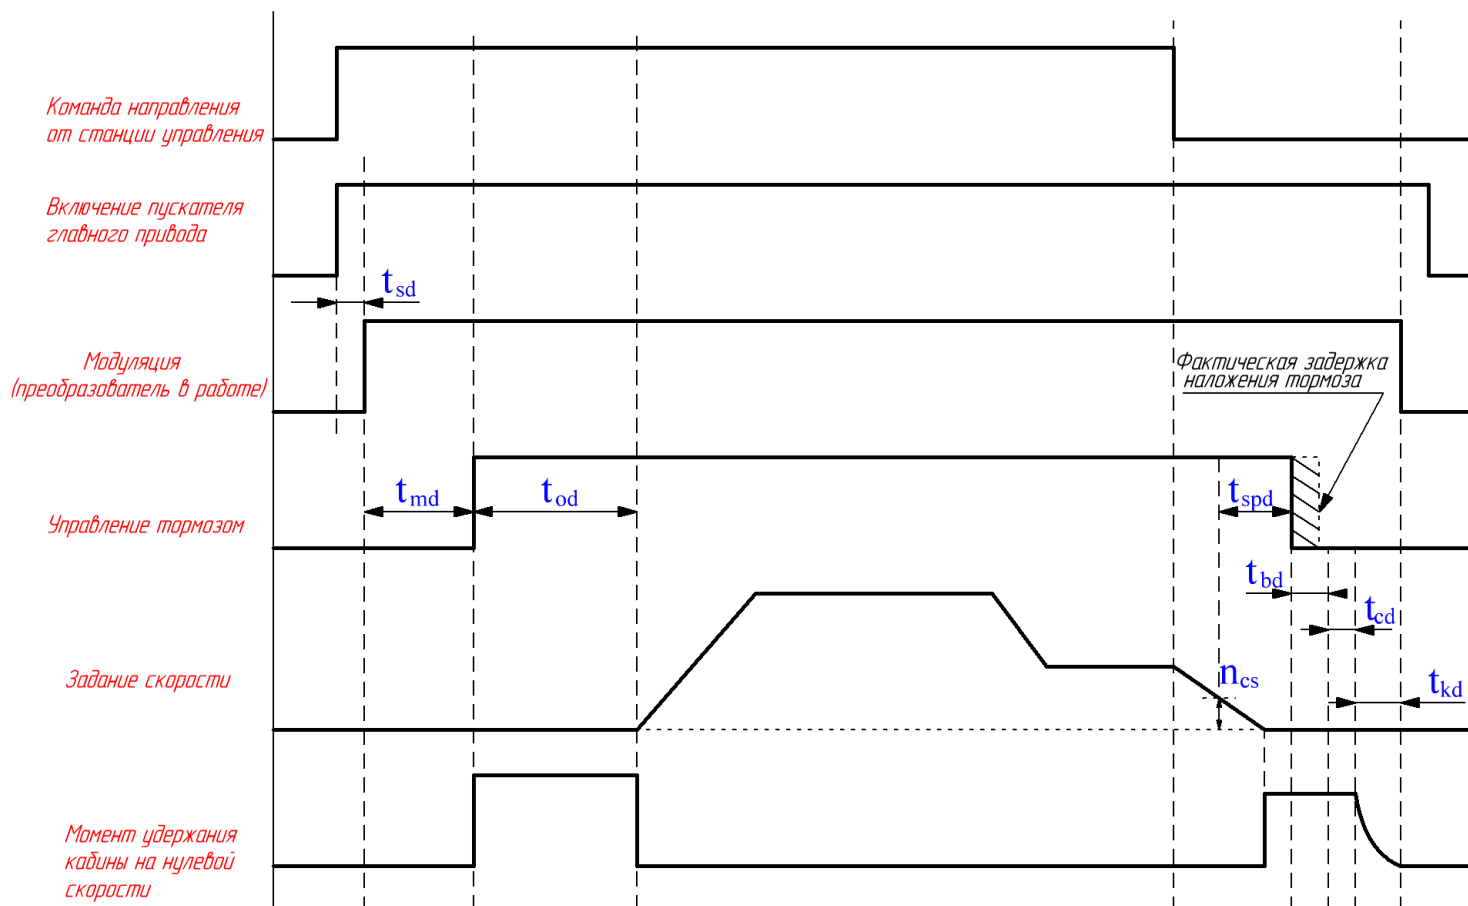 Команда направления
от станции управления
Включение пускателя
главного привода
tsd
Модуляция
(преобразователь в работе)
Фактическая задержка
наложения тормоза
tmd
tod
tspd
Управление тормозом
tbd
tcd
Задание скорости
ncs
tkd
Момент удержания
кабины на нулевой
скорости